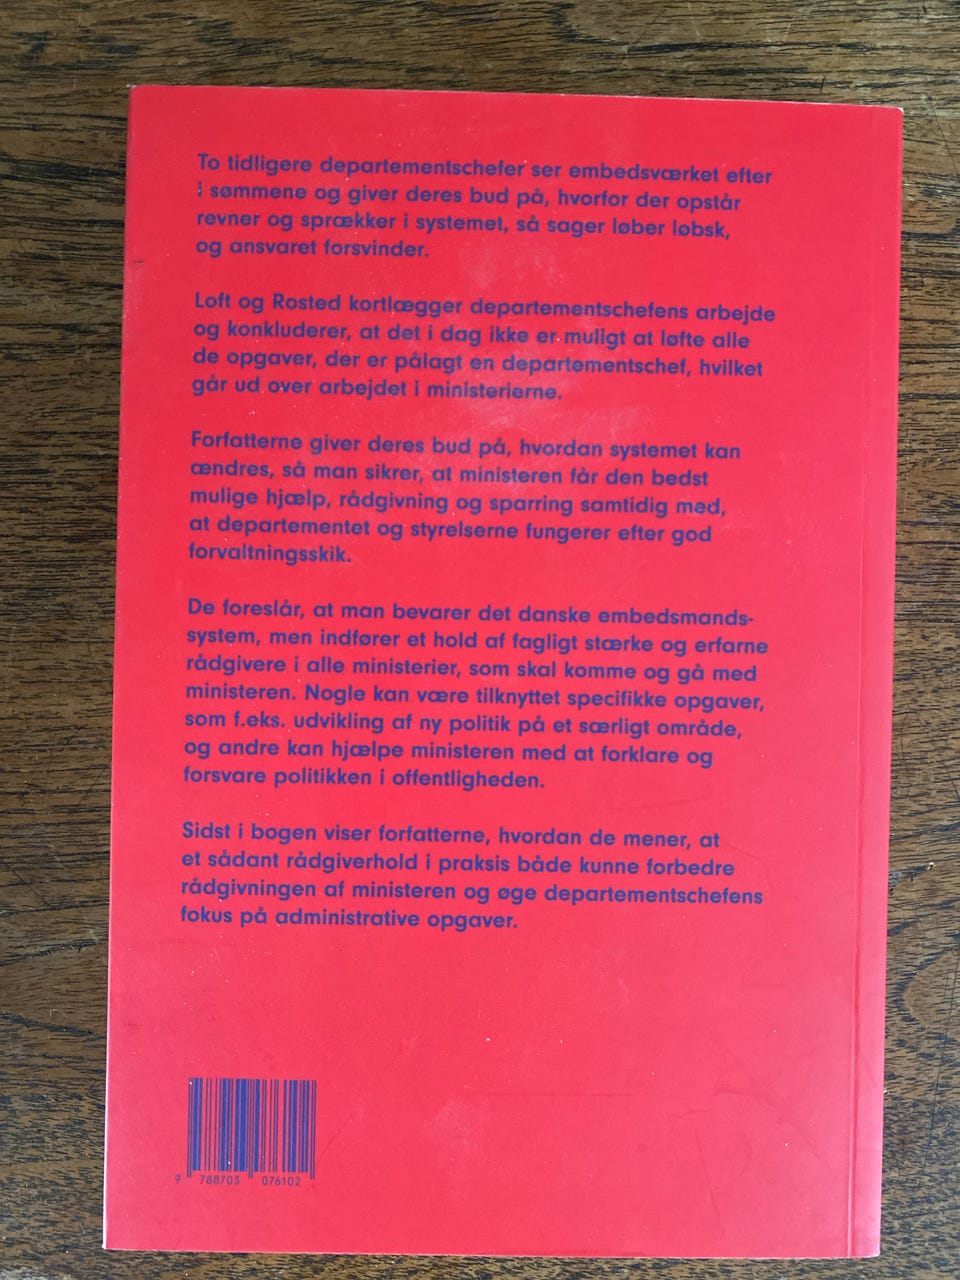 To tidligere departementschefer ser embedsværket efter
i sømmene og giver deres bud på, hvorfor der opstår
revner og sprækker i systemet, så sager løber løbsk,
og ansvaret forsvinder.
Loft og Rosted kortlægger departementschefens arbejde
og konkluderer, at det i dag ikke er muligt at løfte alle
de opgaver, der er pålagt en departementschef, hvilket
går ud over arbejdet i ministerierne.
Forfatterne giver deres bud på, hvordan systemet kan
ændres, så man sikrer, at ministeren får den bedst
mulige hjælp, rådgivning og sparring samtidig med,
at departementet og styrelserne fungerer efter god
forvaltningsskik.
De foreslår, at man bevarer det danske embedsmands-
system, men indfører et hold af fagligt stærke og erfarne
rådgivere i alle ministerier, som skal komme og gå med
ministeren. Nogle kan være tilknyttet specifikke opgaver,
som f.eks. udvikling af ny politik på et særligt område,
og andre kan hjælpe ministeren med at forklare og
forsvare politikken i offentligheden.
Sidst i bogen viser forfatterne, hvordan de mener, at
et sådant rådgiverhold i praksis både kunne forbedre
rådgivningen af ministeren og øge departementschefens
fokus på administrative opgaver.
9 788703 076102